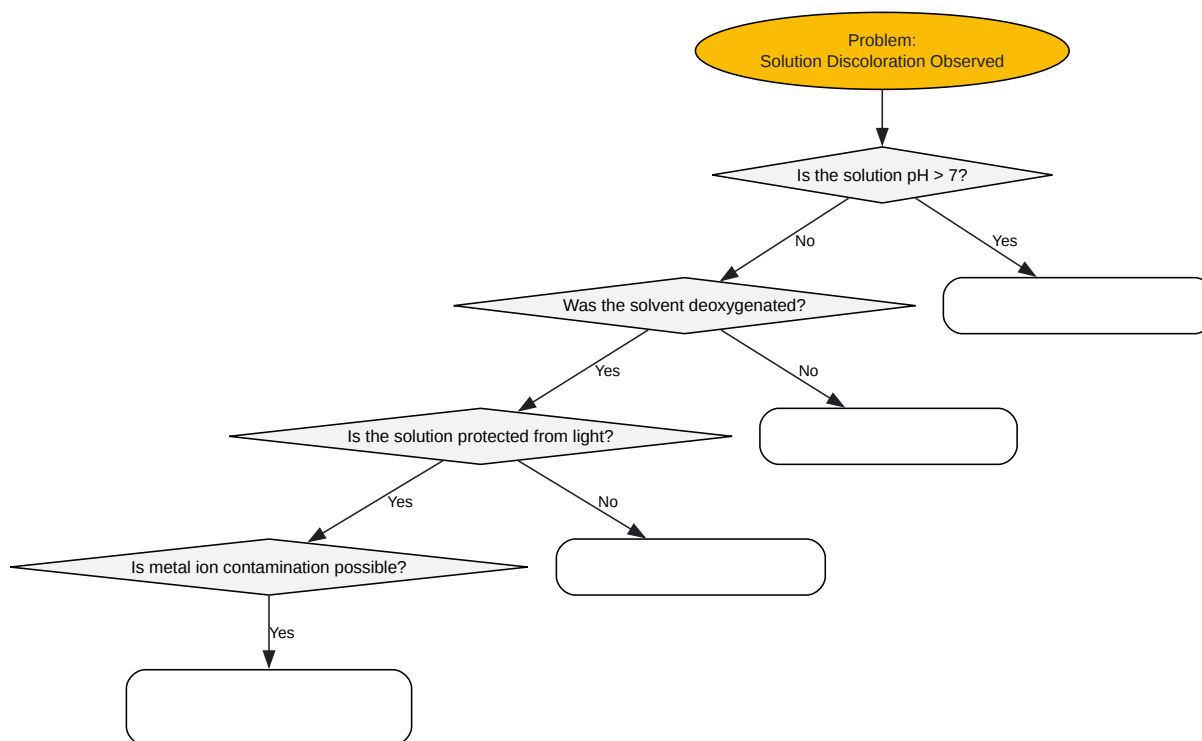 Problem:
Solution Discoloration Observed
Is the solution pH > 7?
No
Yes
Was the solvent deoxygenated?
Yes
No
Is the solution protected from light?
Yes
No
Is metal ion contamination possible?
Yes